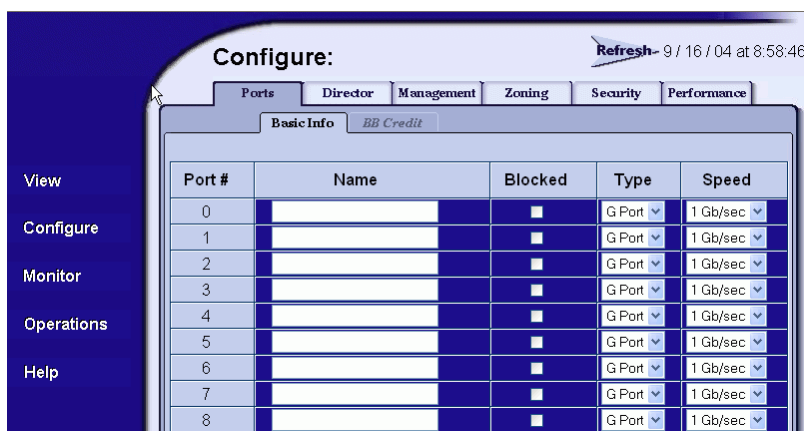 Configure:
Refresh - 9 / 16 / 04 at 8:58:46
Ports Director Management Zoning Security Performance
Basic Info BB Credit
View
Configure
Monitor
Operations
Help
Port # Name Blocked Type Speed
0 G Port 1 Gb/sec
1 G Port 1 Gb/sec
2 G Port 1 Gb/sec
3 G Port 1 Gb/sec
4 G Port 1 Gb/sec
5 G Port 1 Gb/sec
6 G Port 1 Gb/sec
7 G Port 1 Gb/sec
8 G Port 1 Gb/sec